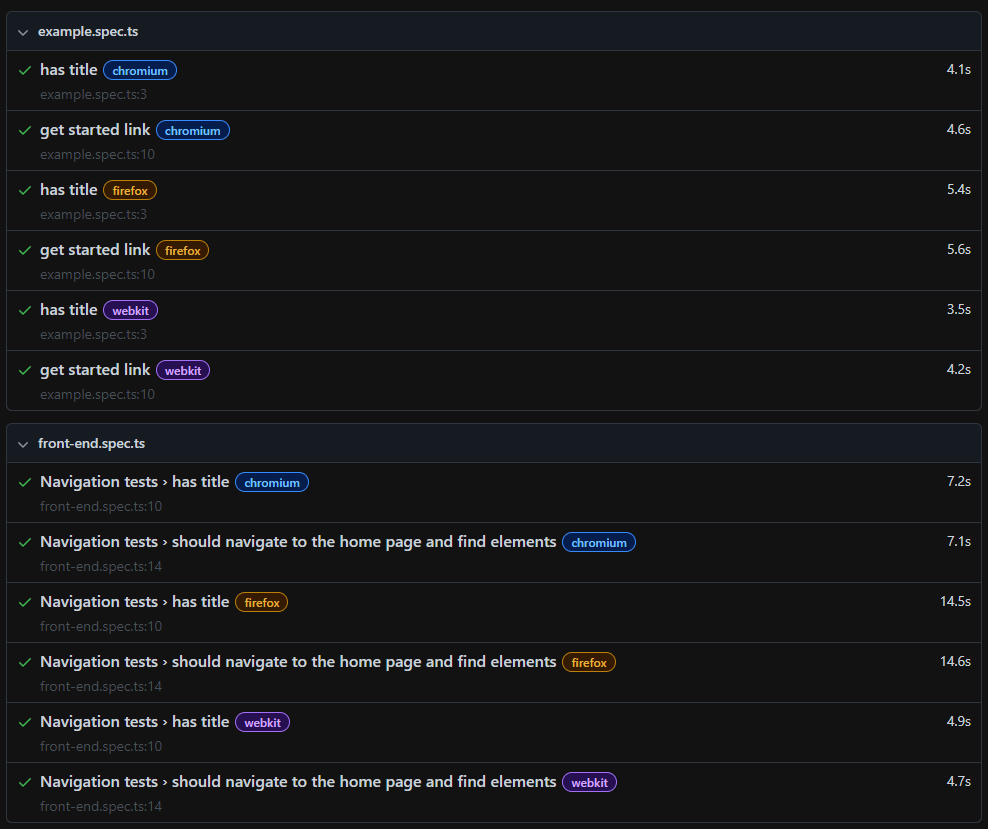 example.spec.ts
has title chromium 4.1s
example.spec.ts:3
get started link chromium 4.6s
example.spec.ts:10
has title firefox 5.4s
example.spec.ts:3
get started link firefox 5.6s
example.spec.ts:10
has title webkit 3.5s
example.spec.ts:3
get started link webkit 4.2s
example.spec.ts:10
front-end.spec.ts
Navigation tests › has title chromium 7.2s
front-end.spec.ts:10
Navigation tests › should navigate to the home page and find elements chromium 7.1s
front-end.spec.ts:14
Navigation tests › has title firefox 14.5s
front-end.spec.ts:10
Navigation tests › should navigate to the home page and find elements firefox 14.6s
front-end.spec.ts:14
Navigation tests › has title webkit 4.9s
front-end.spec.ts:10
Navigation tests › should navigate to the home page and find elements webkit 4.7s
front-end.spec.ts:14